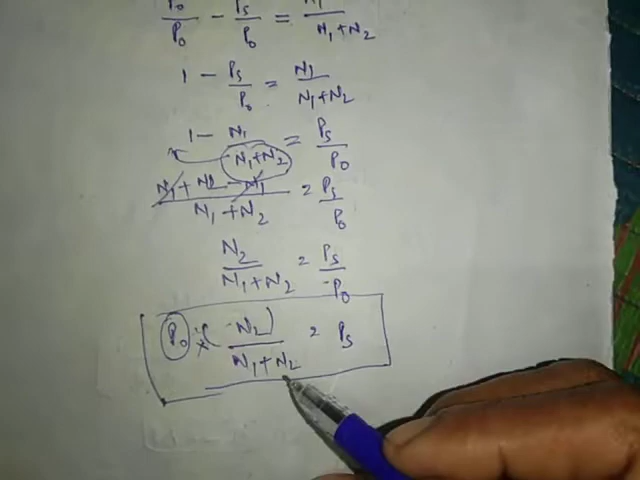 P₀/P₀ − Pₛ/P₀ = N₁/N₁+N₂
1 − Pₛ/P₀ = N₁/N₁+N₂
1 − N₁/N₁+N₂ = Pₛ/P₀
N₁+N₂−N₁/N₁+N₂ = Pₛ/P₀
N₂/N₁+N₂ = Pₛ/P₀
P₀ × (N₂)/N₁+N₂ = Pₛ